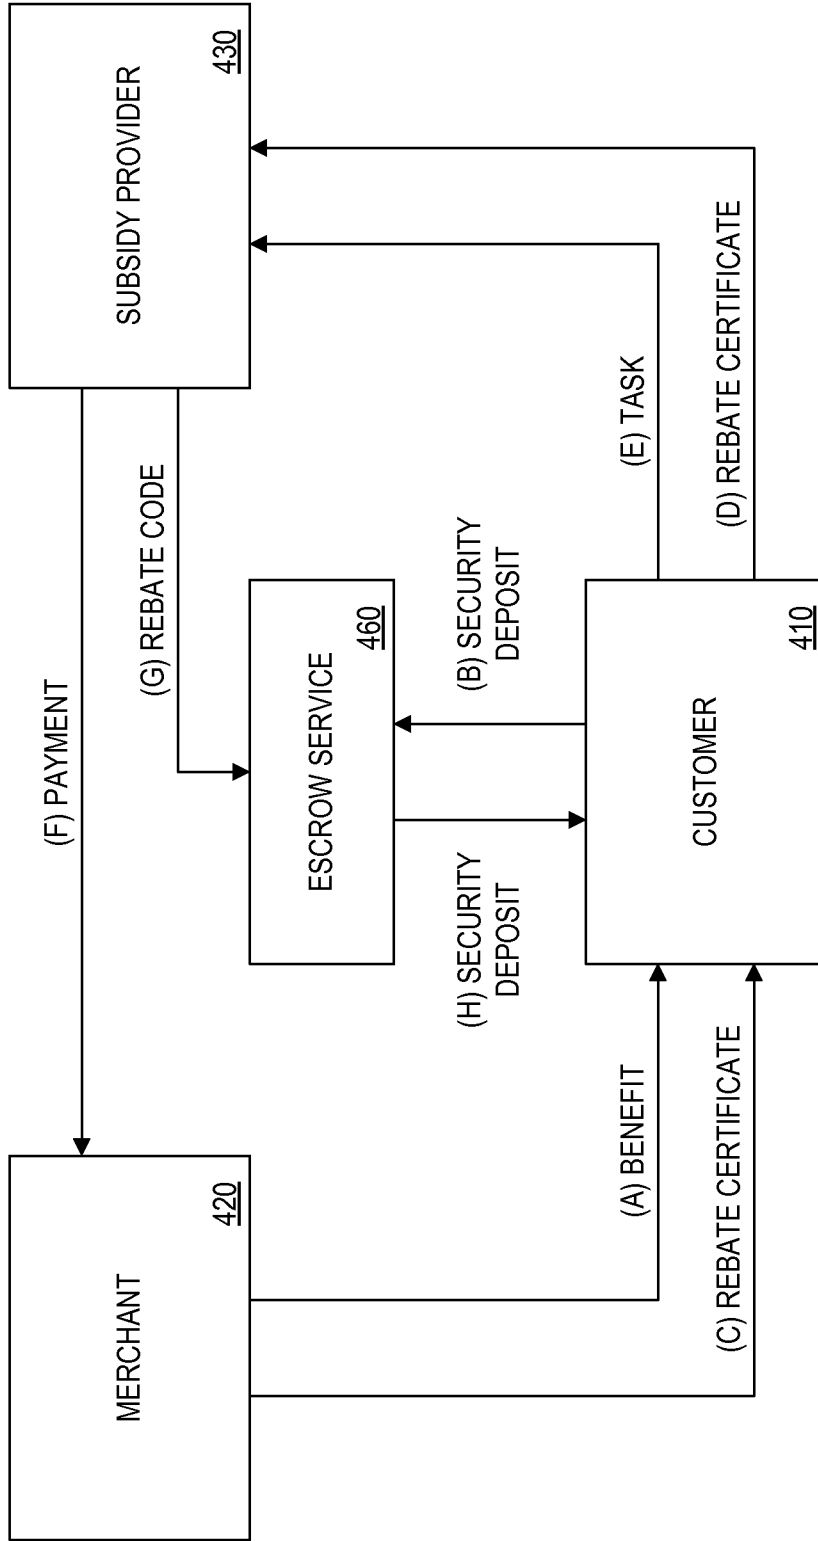 MERCHANT
420
(F) PAYMENT
SUBSIDY PROVIDER
430
(G) REBATE CODE
ESCROW SERVICE
460
(H) SECURITY
DEPOSIT
(B) SECURITY
DEPOSIT
(A) BENEFIT
(E) TASK
(C) REBATE CERTIFICATE
CUSTOMER
410
(D) REBATE CERTIFICATE